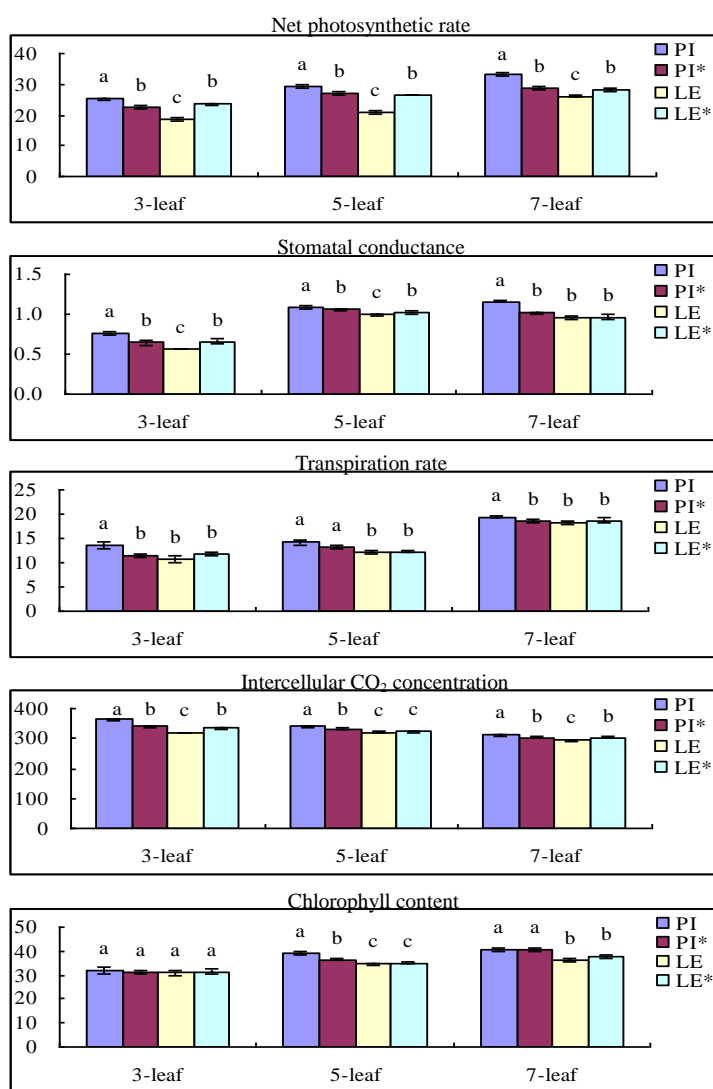 Net photosynthetic rate
40
30
20
10
0
a b c b
a b c b
a b c b
3-leaf 5-leaf 7-leaf
PI
PI*
LE
LE*
Stomatal conductance
1.5
1.0
0.5
0.0
a b c b
a b c b
a b b b
3-leaf 5-leaf 7-leaf
PI
PI*
LE
LE*
Transpiration rate
25
20
15
10
5
0
a b b b
a a b b
a b b b
3-leaf 5-leaf 7-leaf
PI
PI*
LE
LE*
Intercellular CO₂ concentration
400
300
200
100
0
a b c b
a b c c
a b c b
3-leaf 5-leaf 7-leaf
PI
PI*
LE
LE*
Chlorophyll content
50
40
30
20
10
0
a a a a
a b c c
a a b b
3-leaf 5-leaf 7-leaf
PI
PI*
LE
LE*